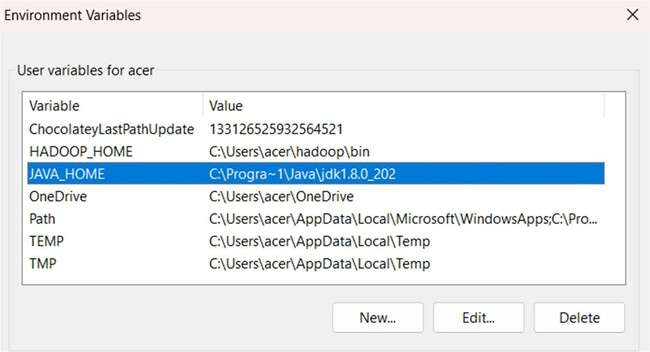 Environment Variables
User variables for acer
Variable Value
ChocolateyLastPathUpdate 133126525932564521
HADOOP_HOME C:\Users\acer\hadoop\bin
JAVA_HOME C:\Progra~1\Java\jdk1.8.0_202
OneDrive C:\Users\acer\OneDrive
Path C:\Users\acer\AppData\Local\Microsoft\WindowsApps;C:\Pro...
TEMP C:\Users\acer\AppData\Local\Temp
TMP C:\Users\acer\AppData\Local\Temp
New... Edit... Delete